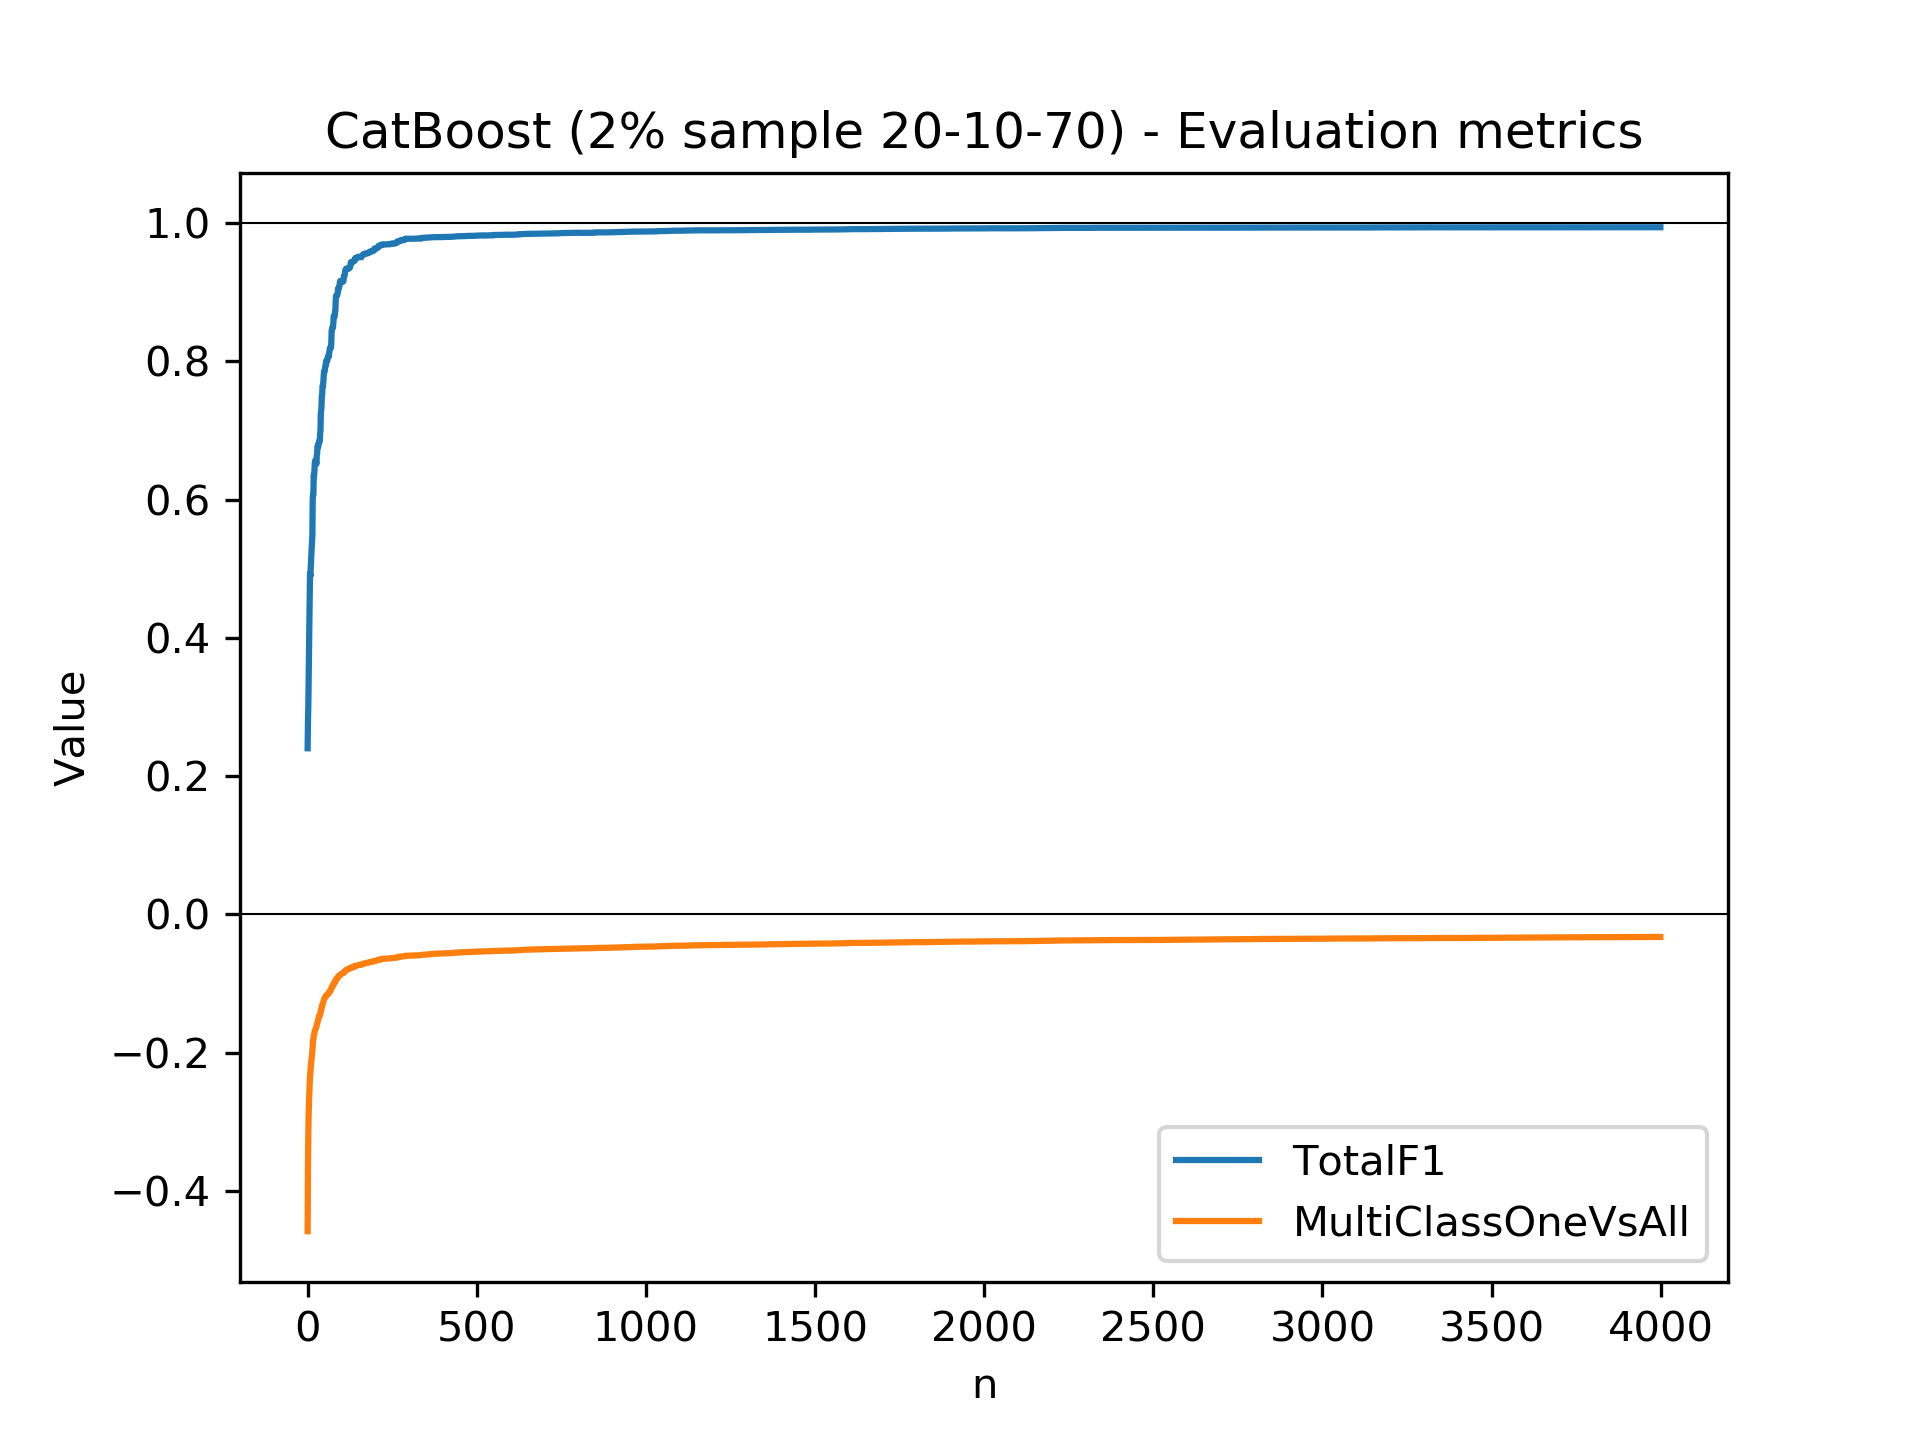 CatBoost (2% sample 20-10-70) - Evaluation metrics
1.0
0.8
0.6
0.4
0.2
0.0
−0.2
−0.4
Value
TotalF1
MultiClassOneVsAll
0 500 1000 1500 2000 2500 3000 3500 4000
n